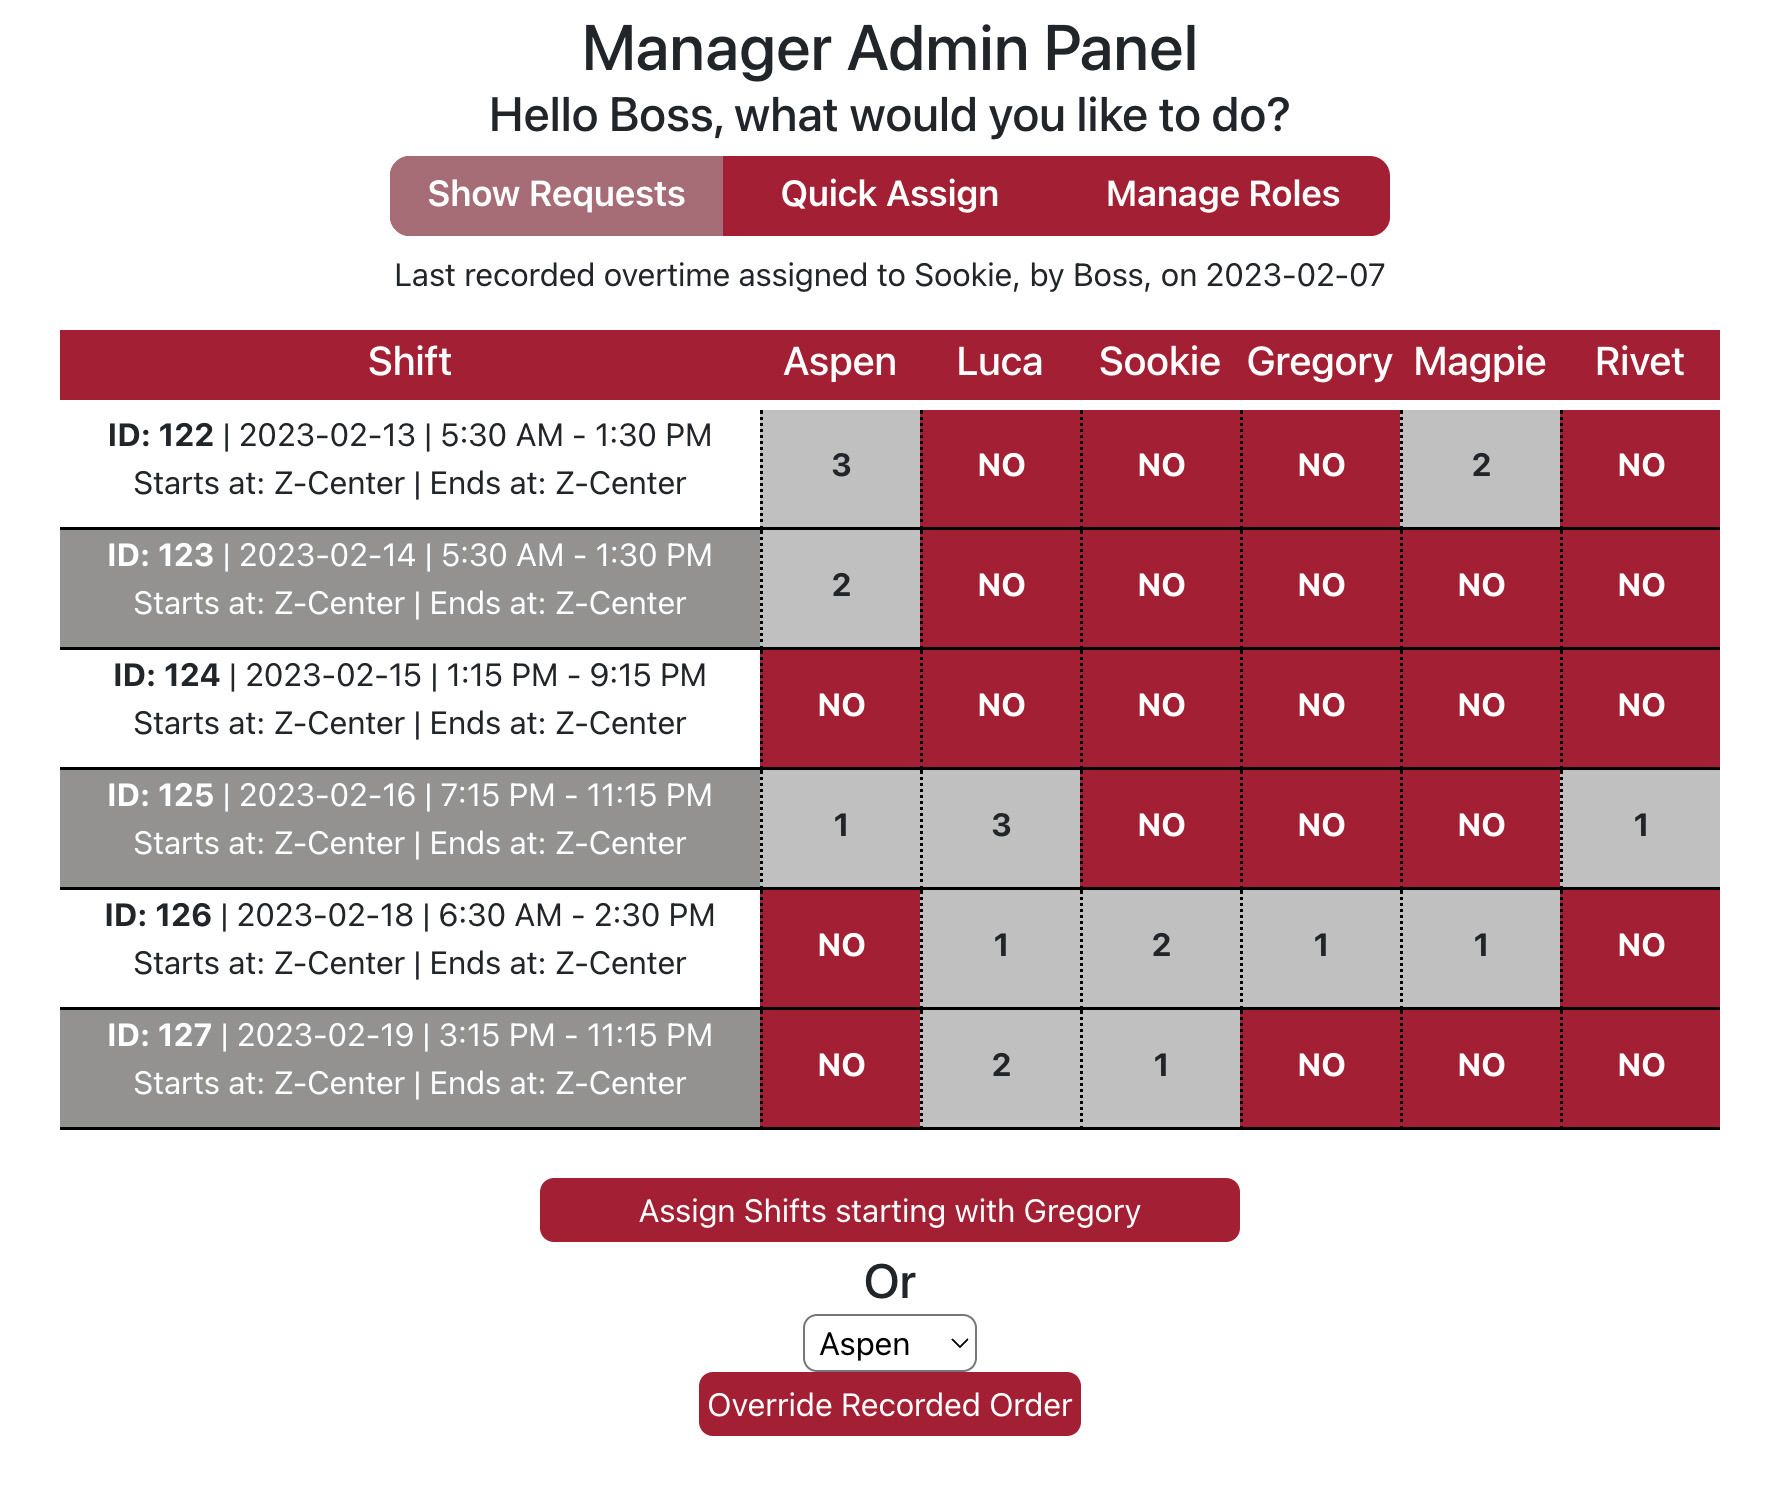 Manager Admin Panel
Hello Boss, what would you like to do?
Show Requests Quick Assign Manage Roles
Last recorded overtime assigned to Sookie, by Boss, on 2023-02-07
Shift Aspen Luca Sookie Gregory Magpie Rivet
ID: 122 | 2023-02-13 | 5:30 AM - 1:30 PM
Starts at: Z-Center | Ends at: Z-Center
3 NO NO NO 2 NO
ID: 123 | 2023-02-14 | 5:30 AM - 1:30 PM
Starts at: Z-Center | Ends at: Z-Center
2 NO NO NO NO NO
ID: 124 | 2023-02-15 | 1:15 PM - 9:15 PM
Starts at: Z-Center | Ends at: Z-Center
NO NO NO NO NO NO
ID: 125 | 2023-02-16 | 7:15 PM - 11:15 PM
Starts at: Z-Center | Ends at: Z-Center
1 3 NO NO NO 1
ID: 126 | 2023-02-18 | 6:30 AM - 2:30 PM
Starts at: Z-Center | Ends at: Z-Center
NO 1 2 1 1 NO
ID: 127 | 2023-02-19 | 3:15 PM - 11:15 PM
Starts at: Z-Center | Ends at: Z-Center
NO 2 1 NO NO NO
Assign Shifts starting with Gregory
Or
Aspen
Override Recorded Order